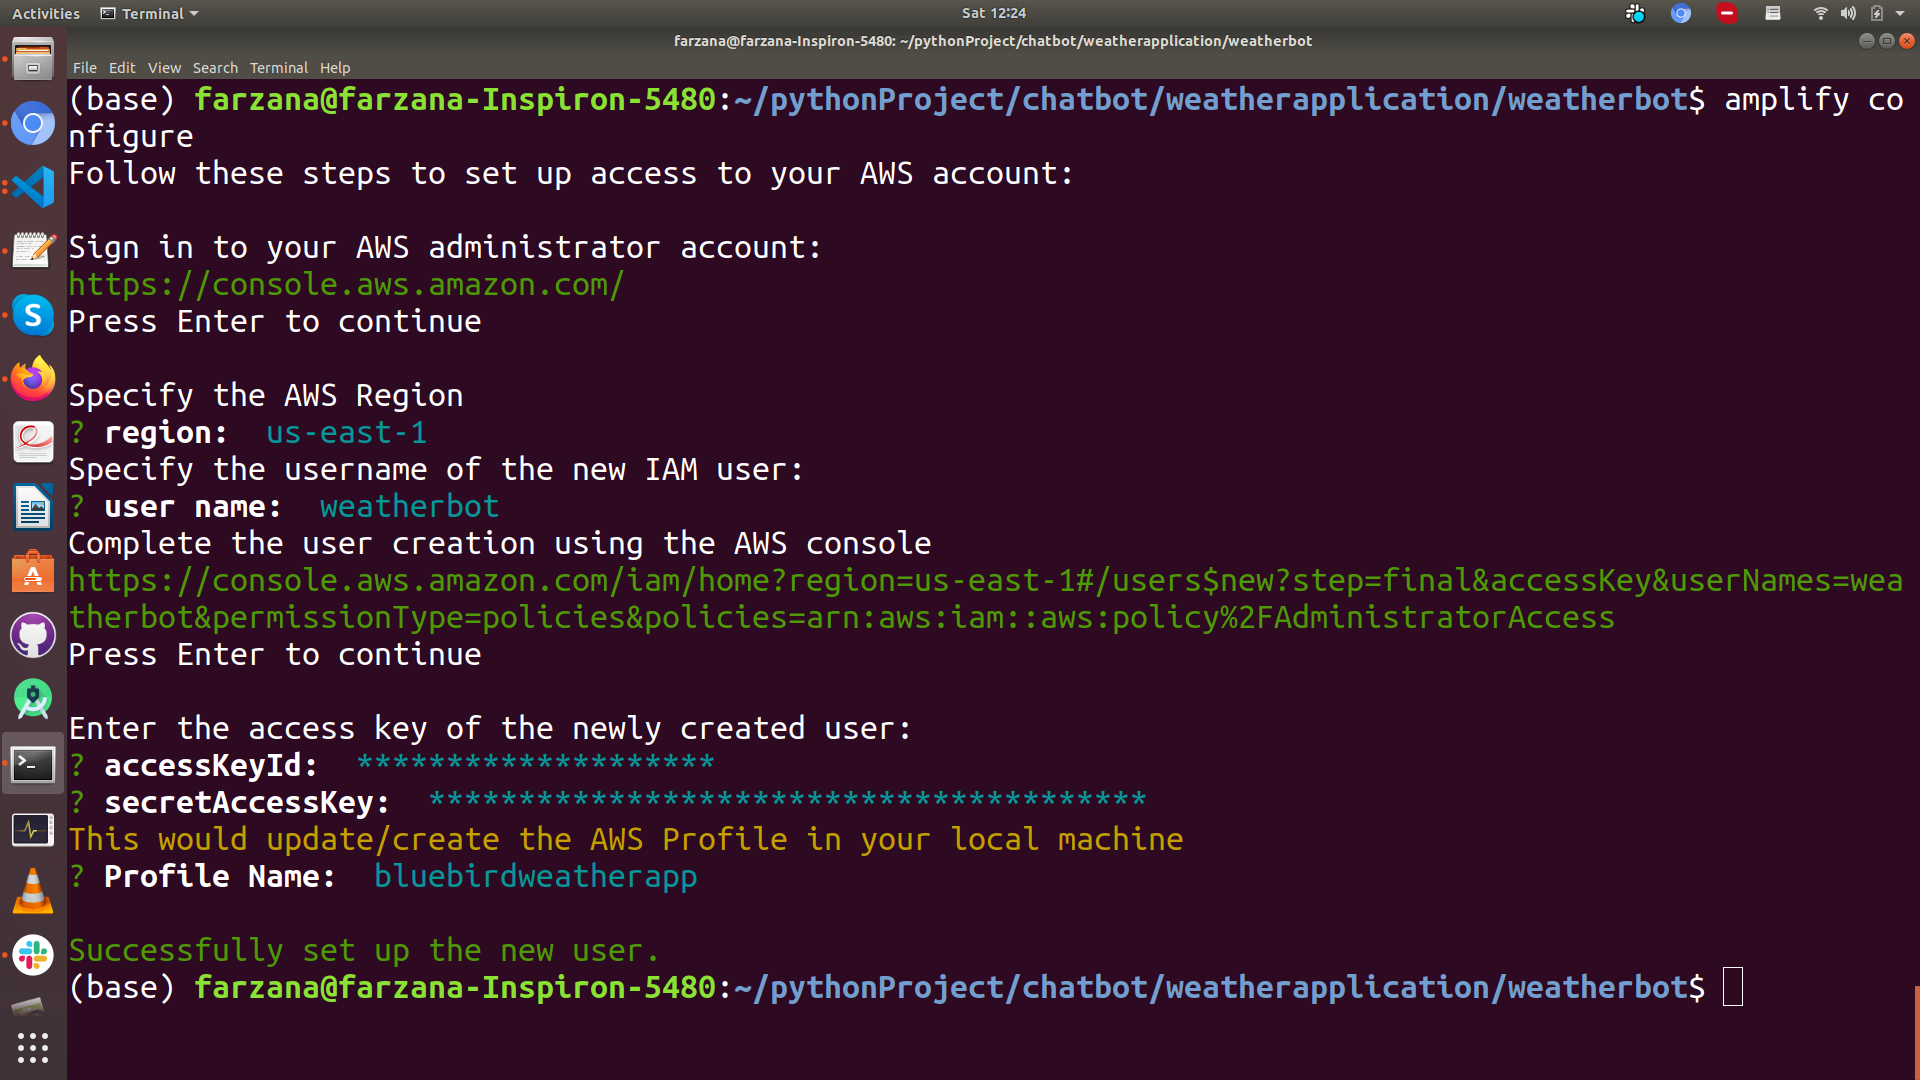 Activities Terminal Sat 12:24
farzana@farzana-Inspiron-5480: ~/pythonProject/chatbot/weatherapplication/weatherbot
File Edit View Search Terminal Help
(base) farzana@farzana-Inspiron-5480:~/pythonProject/chatbot/weatherapplication/weatherbot$ amplify co
nfigure
Follow these steps to set up access to your AWS account:
Sign in to your AWS administrator account:
https://console.aws.amazon.com/
Press Enter to continue
Specify the AWS Region
? region: us-east-1
Specify the username of the new IAM user:
? user name: weatherbot
Complete the user creation using the AWS console
https://console.aws.amazon.com/iam/home?region=us-east-1#/users$new?step=final&accessKey&userNames=wea
therbot&permissionType=policies&policies=arn:aws:iam::aws:policy%2FAdministratorAccess
Press Enter to continue
Enter the access key of the newly created user:
? accessKeyId: ********************
? secretAccessKey: ****************************************
This would update/create the AWS Profile in your local machine
? Profile Name: bluebirdweatherapp
Successfully set up the new user.
(base) farzana@farzana-Inspiron-5480:~/pythonProject/chatbot/weatherapplication/weatherbot$